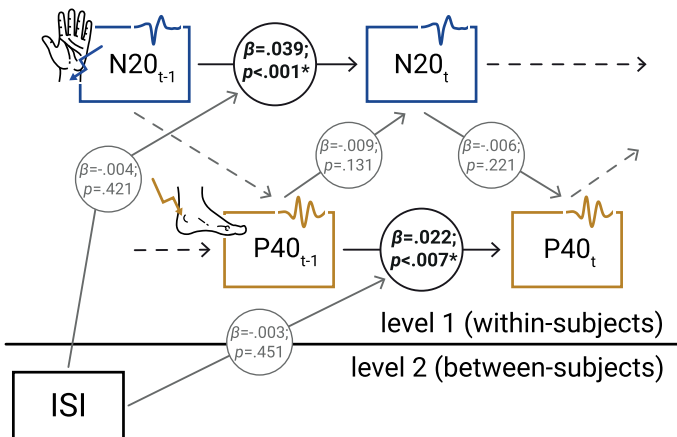 N20t-1
β=.039;
p<.001*
N20t
β=-.004;
p=.421
β=-.009;
p=.131
β=-.006;
p=.221
P40t-1
β=.022;
p<.007*
P40t
β=-.003;
p=.451
level 1 (within-subjects)
level 2 (between-subjects)
ISI